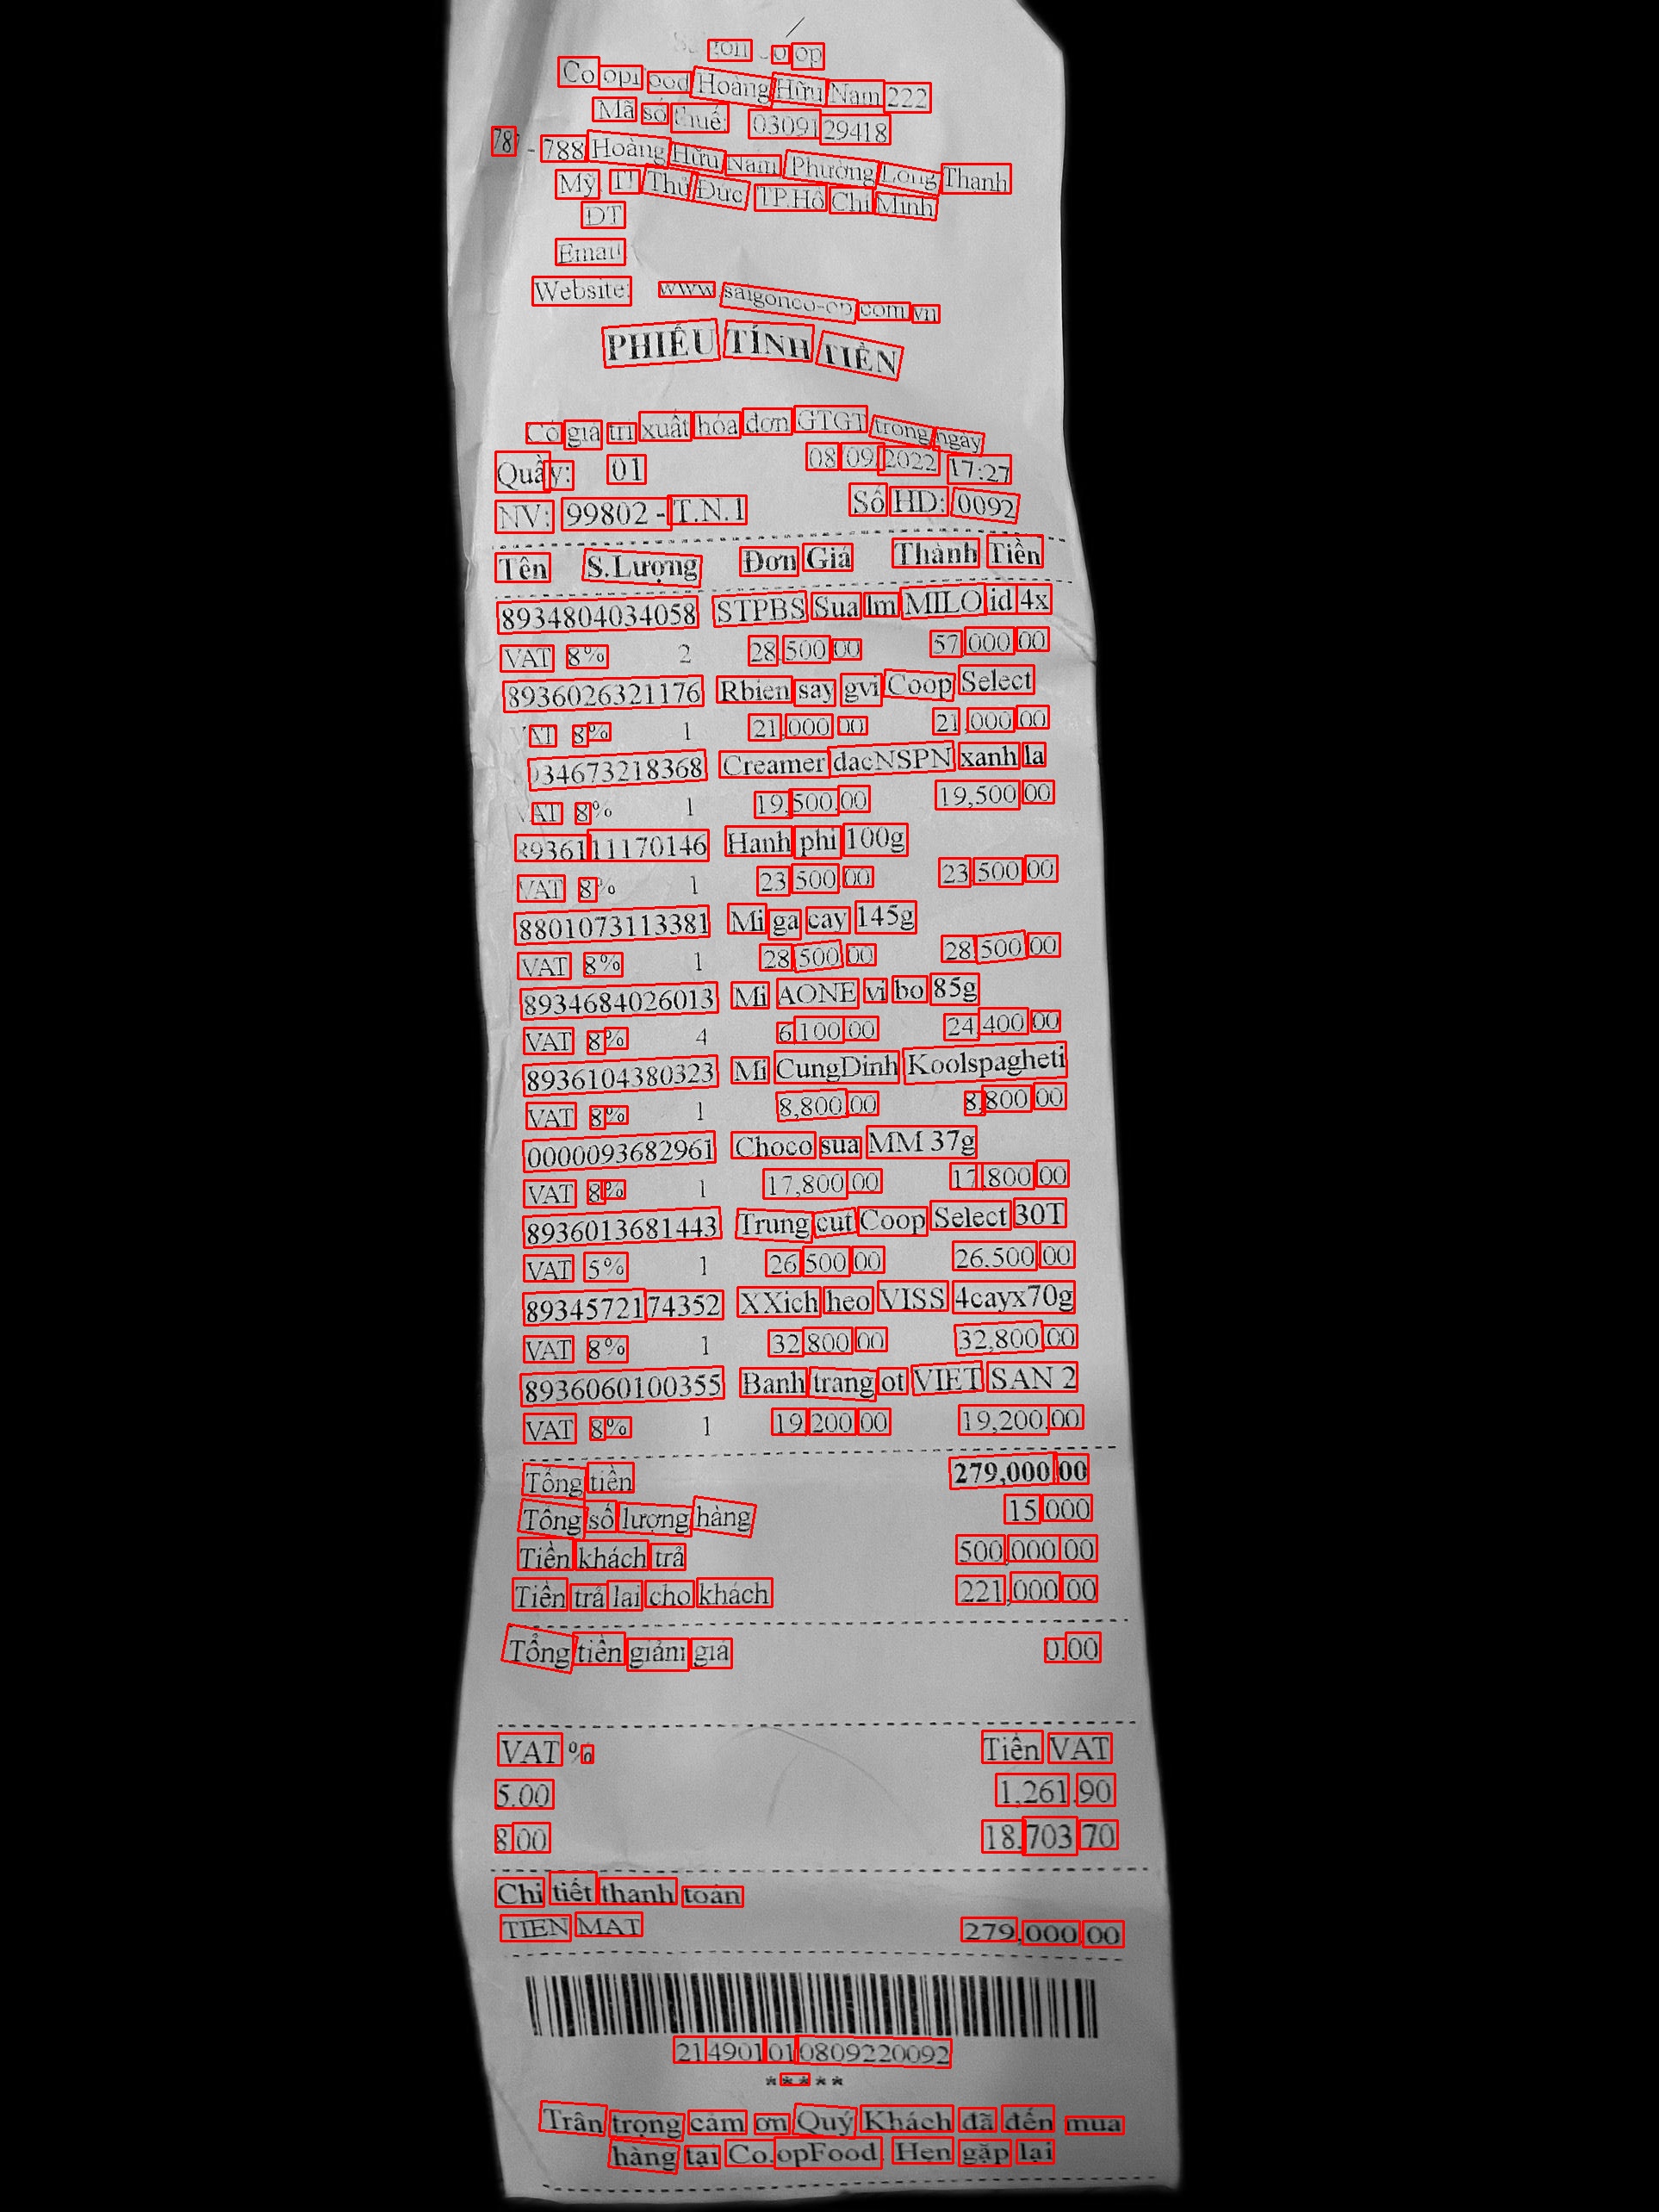 Co.opFood Hoàng Hữu Nam 222
Mã số thuế: 0309129418
787 - 788 Hoàng Hữu Nam, Phường Long Thạnh
Mỹ, Thủ Đức, TP.Hồ Chí Minh
DT
Email
Website: www.saigonco-op.com.vn
PHIẾU TÍNH TIỀN
Có giá trị xuất hóa đơn GTGT trong ngày
Quầy: 01 08/09/2022 17:27
NV: 99802 - T.N.1 Số HD: 0092
Tên S.Lượng Đơn Giá Thành Tiền
8934804034058 STPBS Sua lm MILO id 4x
VAT 8% 2 28,500.00 57,000.00
8936026321176 Rbien say gvi Coop Select
VAT 8% 1 21,000.00 21,000.00
934673218368 Creamer dacNSPN xanh la
VAT 8% 1 19,500.00 19,500.00
8936111170146 Hanh phi 100g
VAT 8% 1 23,500.00 23,500.00
8801073113381 Mi ga cay 145g
VAT 8% 1 28,500.00 28,500.00
8934684026013 Mi AONE vi bo 85g
VAT 8% 4 6,100.00 24,400.00
8936104380323 Mi CungDinh Koolspagheti
VAT 8% 1 8,800.00 8,800.00
0000093682961 Choco sua MM 37g
VAT 8% 1 17,800.00 17,800.00
8936013681443 Trung cut Coop Select 30T
VAT 5% 1 26,500.00 26,500.00
8934572174352 XXich heo VISS 4cayx70g
VAT 8% 1 32,800.00 32,800.00
8936060100355 Banh trang ot VIET SAN 2
VAT 8% 1 19,200.00 19,200.00
Tổng tiền 279,000.00
Tổng số lượng hàng 15.000
Tiền khách trả 500,000.00
Tiền trả lại cho khách 221,000.00
Tổng tiền giảm giá 0.00
VAT % Tiền VAT
5.00 1,261.90
8.00 18,703.70
Chi tiết thanh toán
TIEN MAT 279,000.00
214901010809220092
*****
Trân trọng cảm ơn Quý Khách đã đến mua
hàng tại Co.opFood. Hẹn gặp lại